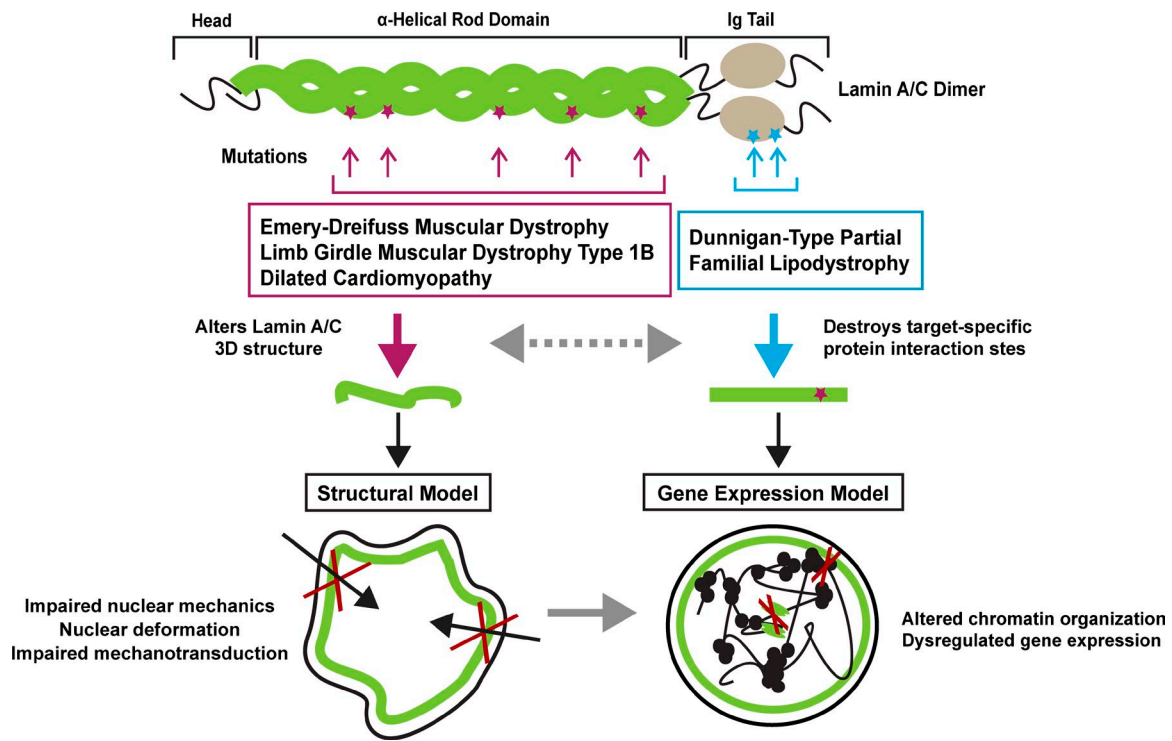 Head
α-Helical Rod Domain
Ig Tail
Lamin A/C Dimer
Mutations
Emery-Dreifuss Muscular Dystrophy
Limb Girdle Muscular Dystrophy Type 1B
Dilated Cardiomyopathy
Dunnigan-Type Partial
Familial Lipodystrophy
Alters Lamin A/C
3D structure
Destroys target-specific
protein interaction stes
Structural Model
Gene Expression Model
Impaired nuclear mechanics
Nuclear deformation
Impaired mechanotransduction
Altered chromatin organization
Dysregulated gene expression